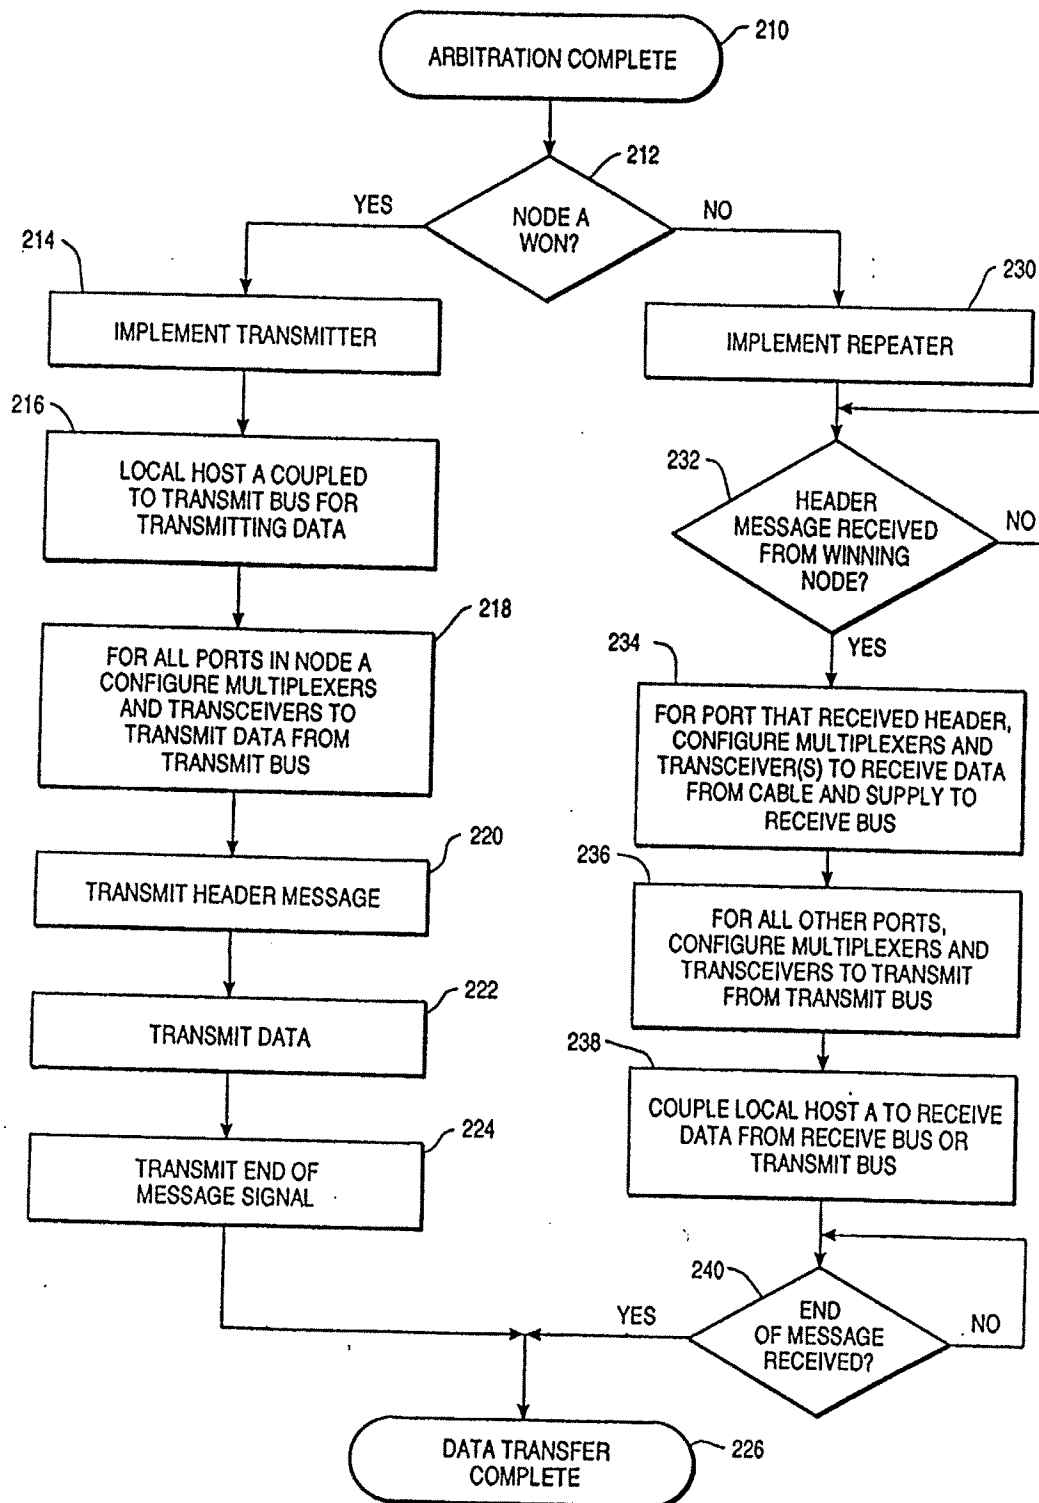 210
ARBITRATION COMPLETE
212
YES
NO
NODE A
WON?
214
230
IMPLEMENT TRANSMITTER
IMPLEMENT REPEATER
216
LOCAL HOST A COUPLED
TO TRANSMIT BUS FOR
TRANSMITTING DATA
232
HEADER
MESSAGE RECEIVED
FROM WINNING
NODE?
NO
YES
218
FOR ALL PORTS IN NODE A
CONFIGURE MULTIPLEXERS
AND TRANSCEIVERS TO
TRANSMIT DATA FROM
TRANSMIT BUS
234
FOR PORT THAT RECEIVED HEADER,
CONFIGURE MULTIPLEXERS AND
TRANSCEIVER(S) TO RECEIVE DATA
FROM CABLE AND SUPPLY TO
RECEIVE BUS
220
TRANSMIT HEADER MESSAGE
236
FOR ALL OTHER PORTS,
CONFIGURE MULTIPLEXERS AND
TRANSCEIVERS TO TRANSMIT
FROM TRANSMIT BUS
222
TRANSMIT DATA
238
COUPLE LOCAL HOST A TO RECEIVE
DATA FROM RECEIVE BUS OR
TRANSMIT BUS
224
TRANSMIT END OF
MESSAGE SIGNAL
240
YES
END
OF MESSAGE
RECEIVED?
NO
DATA TRANSFER
COMPLETE
226